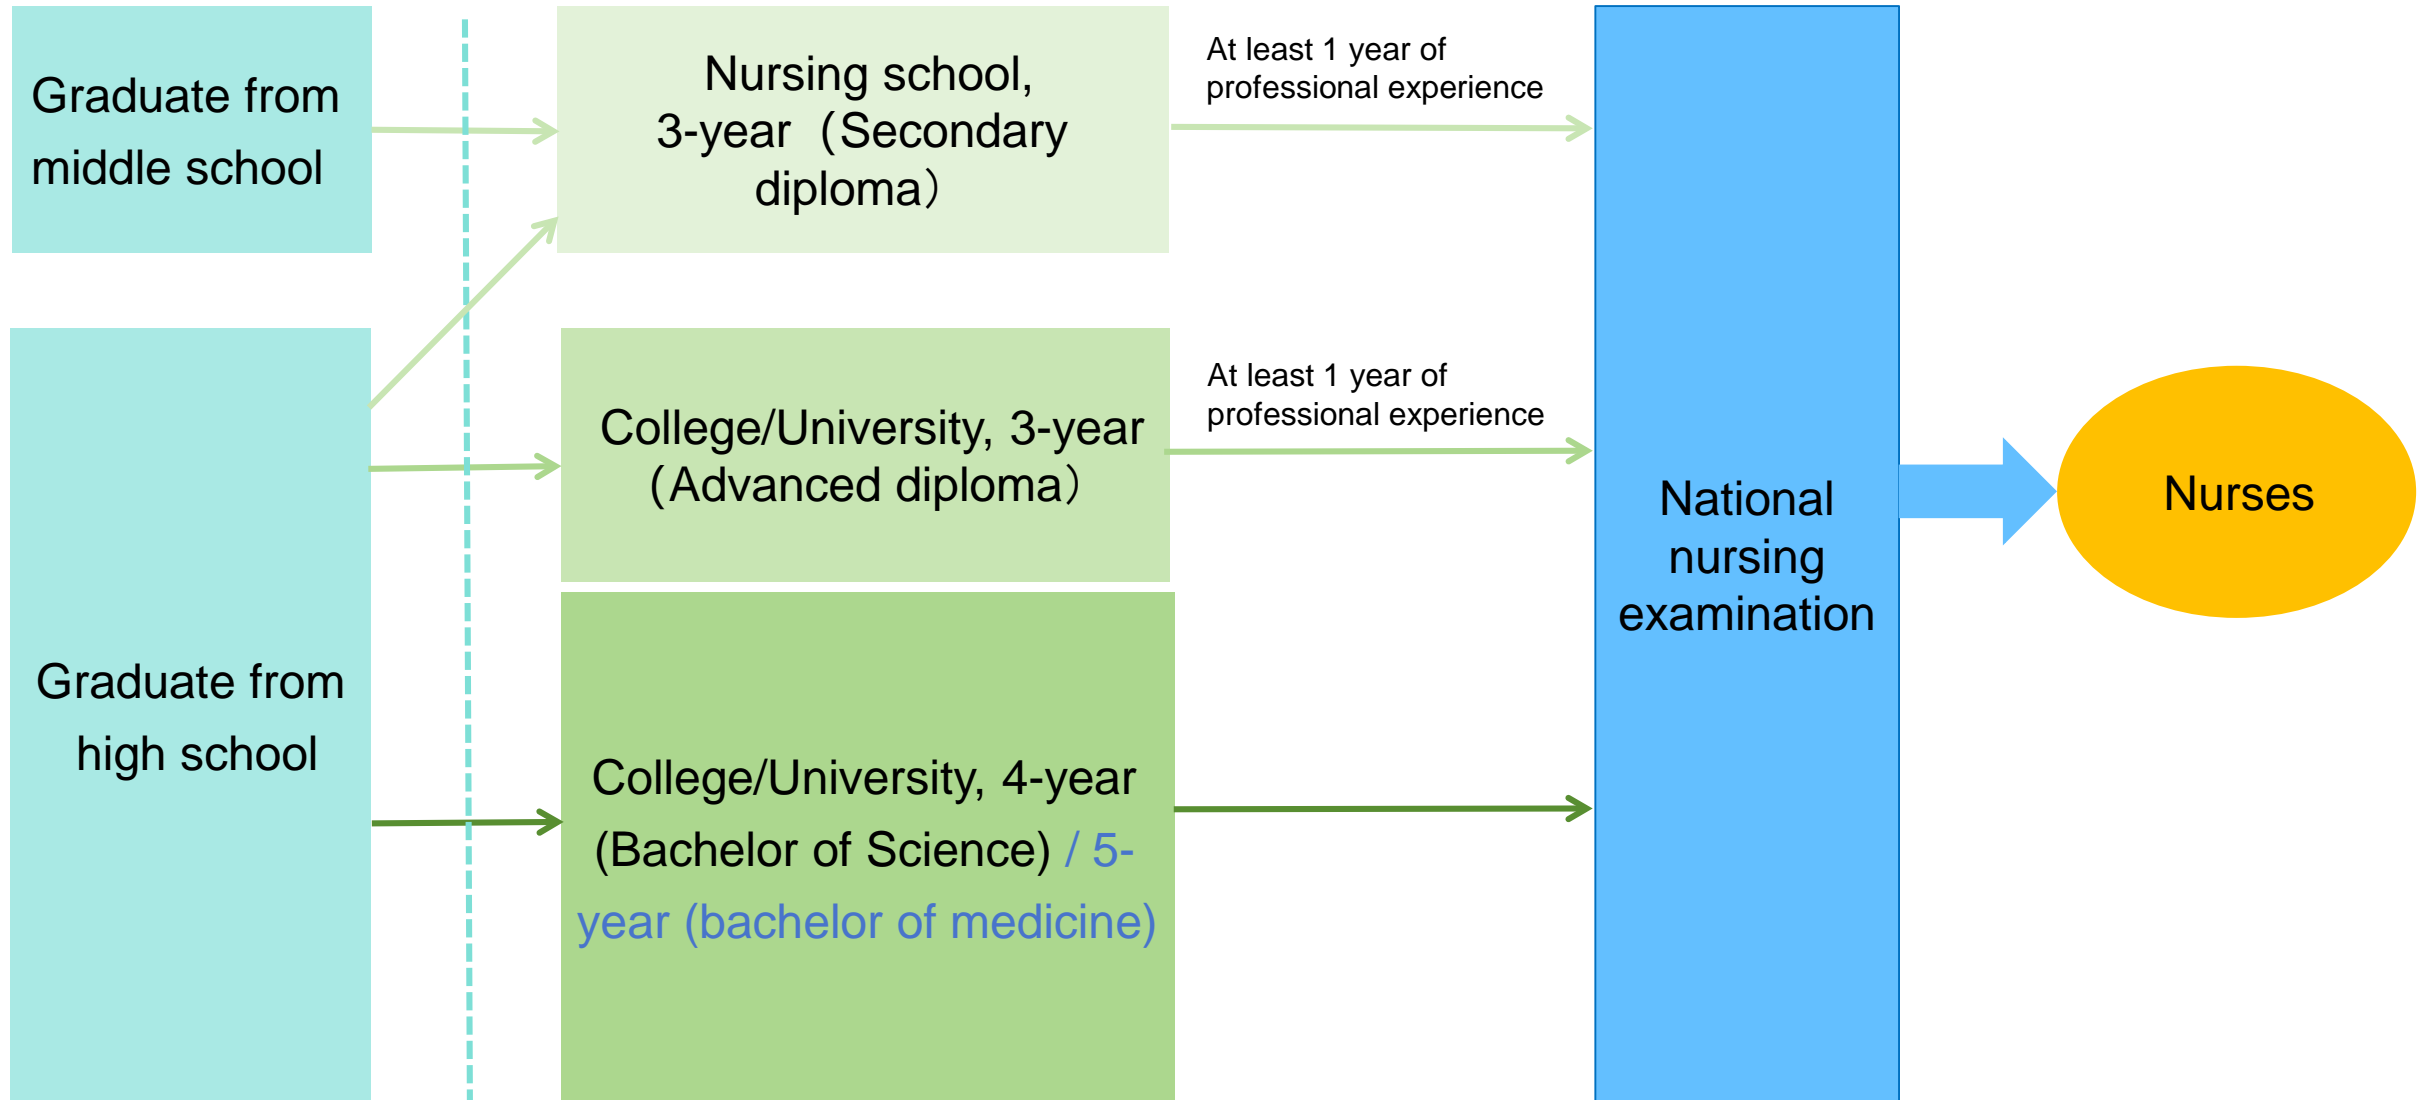 Graduate from
middle school
Nursing school,
3-year（Secondary
diploma）
At least 1 year of
professional experience
Graduate from
high school
College/University, 3-year
（Advanced diploma）
At least 1 year of
professional experience
College/University, 4-year
(Bachelor of Science) / 5-
year (bachelor of medicine)
National
nursing
examination
Nurses